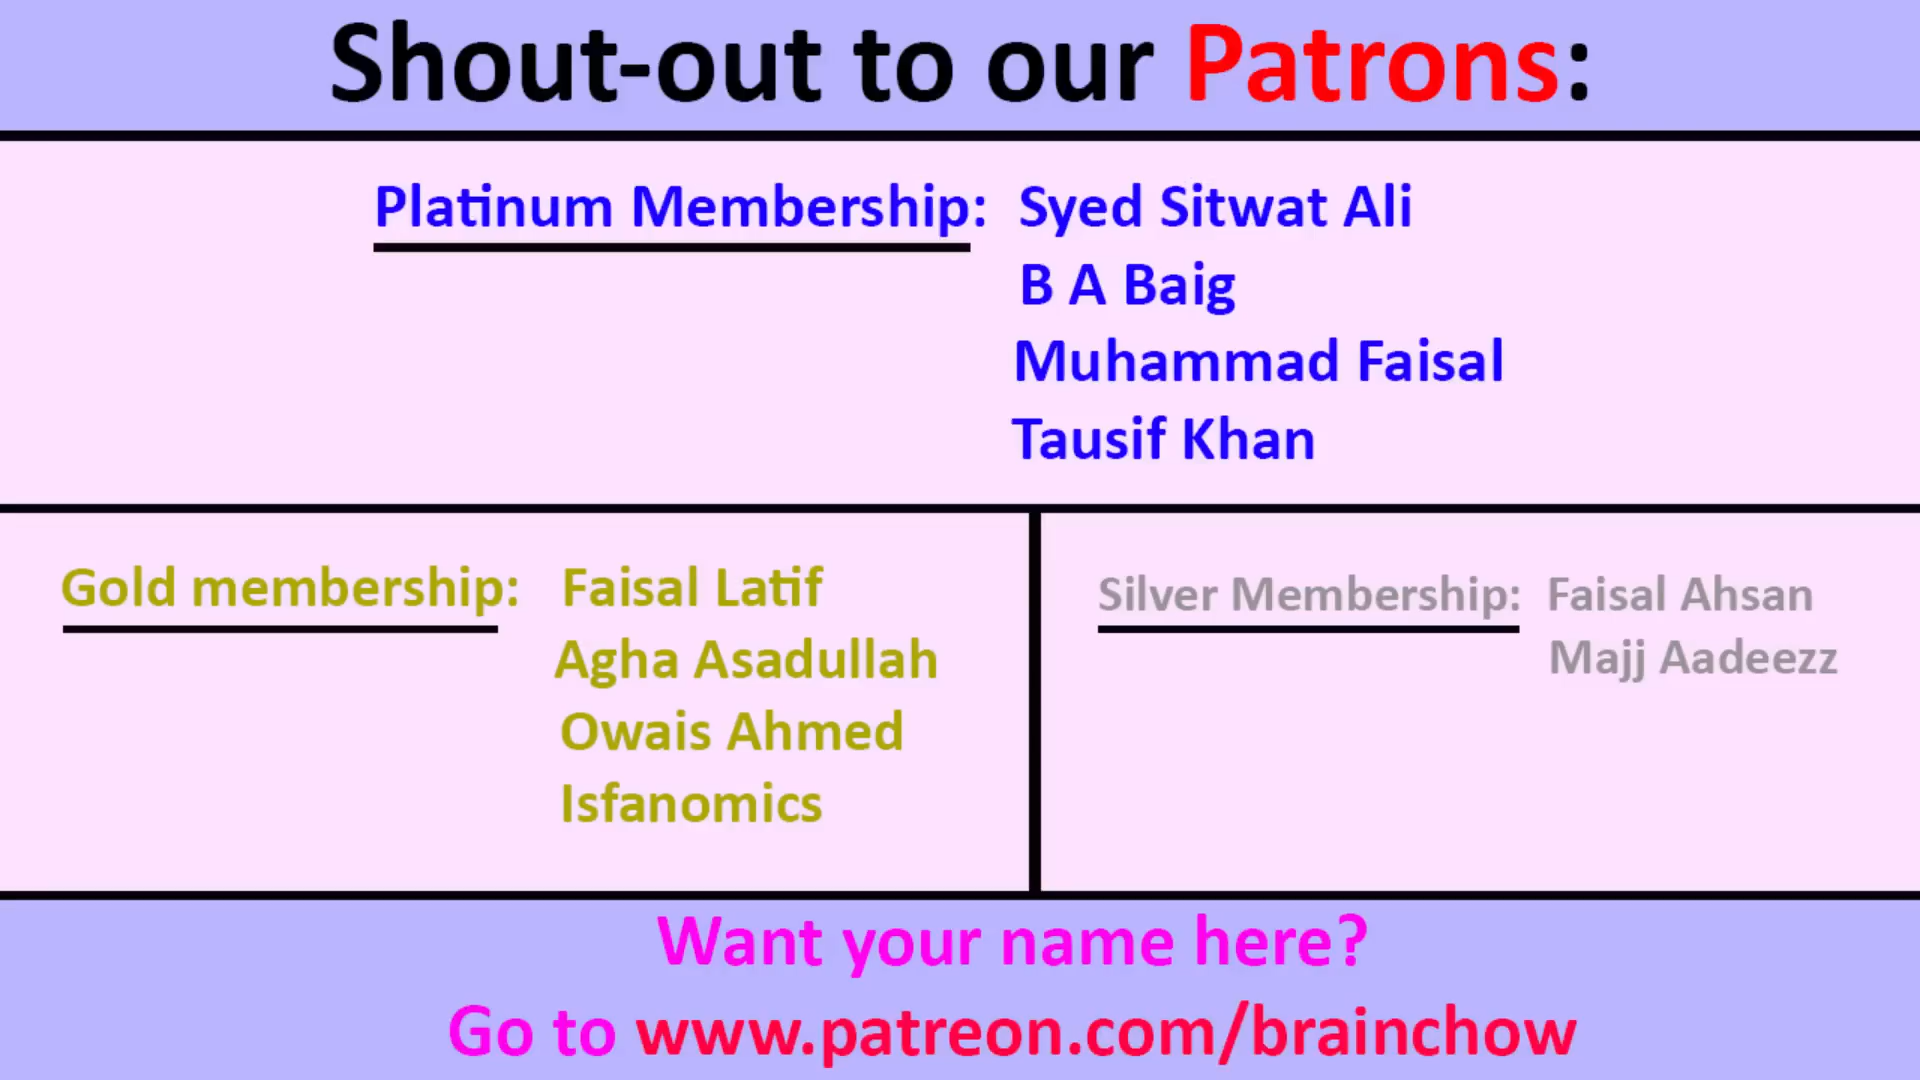 Shout-out to our Patrons:
Platinum Membership: Syed Sitwat Ali
B A Baig
Muhammad Faisal
Tausif Khan
Gold membership: Faisal Latif
Agha Asadullah
Owais Ahmed
Isfanomics
Silver Membership: Faisal Ahsan
Majj Aadeezz
Want your name here?
Go to www.patreon.com/brainchow